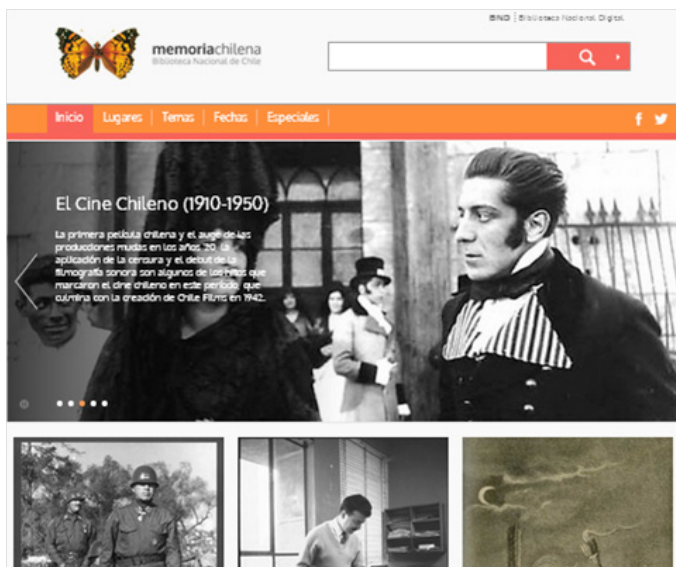 BND | Biblioteca Nacional Digital
memoriachilena
Biblioteca Nacional de Chile
Inicio Lugares Temas Fechas Especiales
El Cine Chileno (1910-1950)
La primera película chilena y el auge de las
producciones mudas en los años '20, la
aplicación de la censura y el debut de la
filmografía sonora son algunos de los hitos que
marcaron el cine chileno en este período, que
culmina con la creación de Chile Films en 1942.